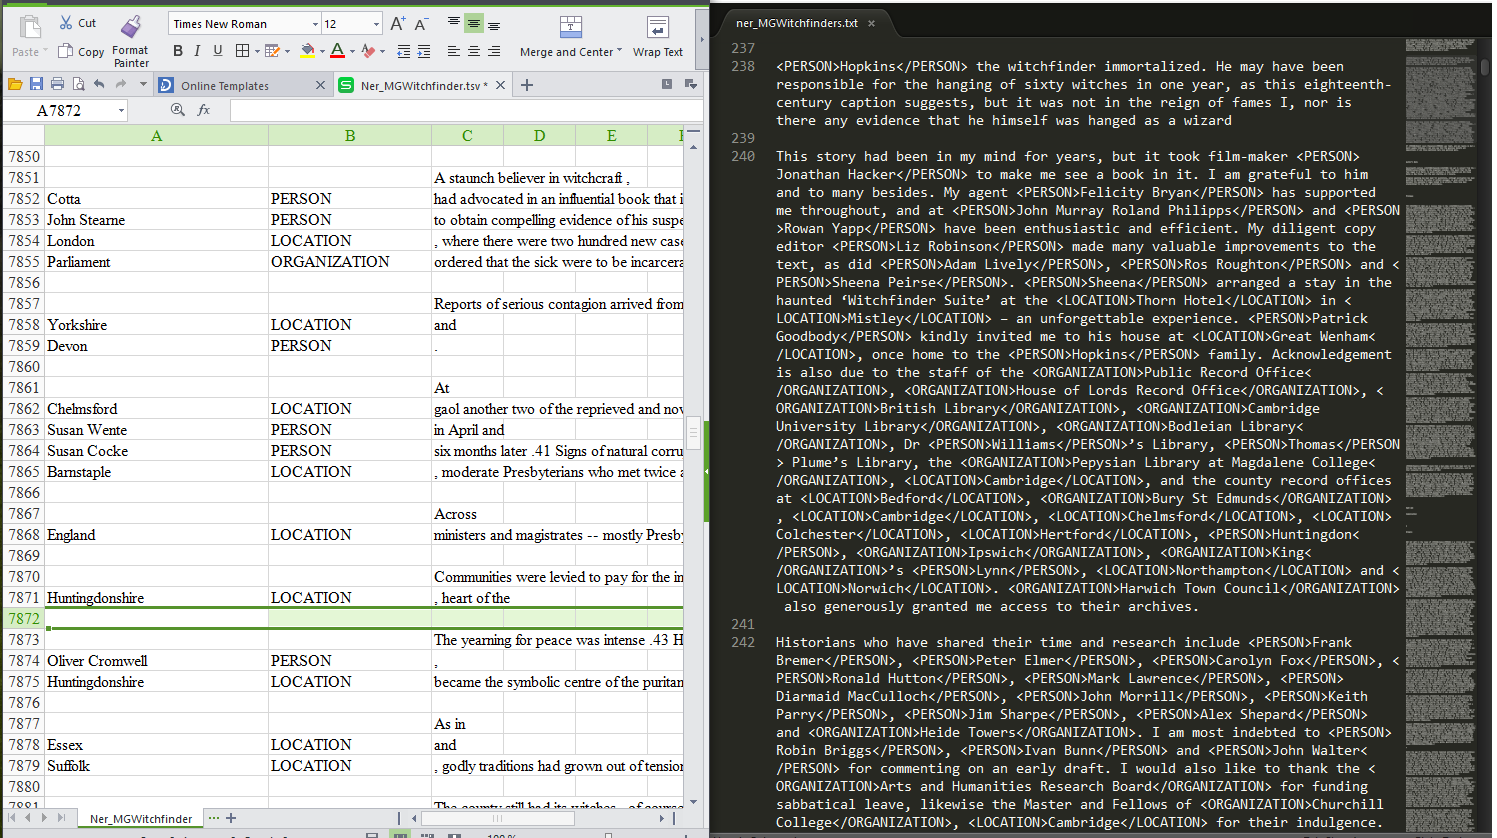 Cut
Paste
Copy
Format
Painter
Times New Roman
12
A+
A-
B I U
A
Merge and Center
Wrap Text
Online Templates
Ner_MGWitchfinder.tsv *
A7872
fx
A B C D E
7850
7851 A staunch believer in witchcraft ,
7852 Cotta PERSON had advocated in an influential book that i
7853 John Stearne PERSON to obtain compelling evidence of his suspe
7854 London LOCATION , where there were two hundred new case
7855 Parliament ORGANIZATION ordered that the sick were to be incarcera
7856
7857 Reports of serious contagion arrived from
7858 Yorkshire LOCATION and
7859 Devon PERSON .
7860
7861 At
7862 Chelmsford LOCATION gaol another two of the reprieved and nov
7863 Susan Wente PERSON in April and
7864 Susan Cocke PERSON six months later .41 Signs of natural corru
7865 Barnstaple LOCATION , moderate Presbyterians who met twice a
7866
7867 Across
7868 England LOCATION ministers and magistrates -- mostly Presby
7869
7870 Communities were levied to pay for the in
7871 Huntingdonshire LOCATION , heart of the
7872
7873 The yearning for peace was intense .43 H
7874 Oliver Cromwell PERSON ,
7875 Huntingdonshire LOCATION became the symbolic centre of the puritan
7876
7877 As in
7878 Essex LOCATION and
7879 Suffolk LOCATION , godly traditions had grown out of tension
7880
7881 The county still had its witches , of course
Ner_MGWitchfinder
ner_MGWitchfinders.txt
237
238 <PERSON>Hopkins</PERSON> the witchfinder immortalized. He may have been
responsible for the hanging of sixty witches in one year, as this eighteenth-
century caption suggests, but it was not in the reign of fames I, nor is
there any evidence that he himself was hanged as a wizard
239
240 This story had been in my mind for years, but it took film-maker <PERSON>
Jonathan Hacker</PERSON> to make me see a book in it. I am grateful to him
and to many besides. My agent <PERSON>Felicity Bryan</PERSON> has supported
me throughout, and at <PERSON>John Murray Roland Philipps</PERSON> and <PERSON
>Rowan Yapp</PERSON> have been enthusiastic and efficient. My diligent copy
editor <PERSON>Liz Robinson</PERSON> made many valuable improvements to the
text, as did <PERSON>Adam Lively</PERSON>, <PERSON>Ros Roughton</PERSON> and <
PERSON>Sheena Peirse</PERSON>. <PERSON>Sheena</PERSON> arranged a stay in the
haunted ‘Witchfinder Suite’ at the <LOCATION>Thorn Hotel</LOCATION> in <
LOCATION>Mistley</LOCATION> – an unforgettable experience. <PERSON>Patrick
Goodbody</PERSON> kindly invited me to his house at <LOCATION>Great Wenham<
/LOCATION>, once home to the <PERSON>Hopkins</PERSON> family. Acknowledgement
is also due to the staff of the <ORGANIZATION>Public Record Office<
/ORGANIZATION>, <ORGANIZATION>House of Lords Record Office</ORGANIZATION>, <
ORGANIZATION>British Library</ORGANIZATION>, <ORGANIZATION>Cambridge
University Library</ORGANIZATION>, <ORGANIZATION>Bodleian Library<
/ORGANIZATION>, Dr <PERSON>Williams</PERSON>’s Library, <PERSON>Thomas</PERSON
> Plume’s Library, the <ORGANIZATION>Pepysian Library at Magdalene College<
/ORGANIZATION>, <LOCATION>Cambridge</LOCATION>, and the county record offices
at <LOCATION>Bedford</LOCATION>, <ORGANIZATION>Bury St Edmunds</ORGANIZATION>
, <LOCATION>Cambridge</LOCATION>, <LOCATION>Chelmsford</LOCATION>, <LOCATION>
Colchester</LOCATION>, <LOCATION>Hertford</LOCATION>, <PERSON>Huntingdon<
/PERSON>, <ORGANIZATION>Ipswich</ORGANIZATION>, <ORGANIZATION>King<
/ORGANIZATION>’s <PERSON>Lynn</PERSON>, <LOCATION>Northampton</LOCATION> and <
LOCATION>Norwich</LOCATION>. <ORGANIZATION>Harwich Town Council</ORGANIZATION>
also generously granted me access to their archives.
241
242 Historians who have shared their time and research include <PERSON>Frank
Bremer</PERSON>, <PERSON>Peter Elmer</PERSON>, <PERSON>Carolyn Fox</PERSON>, <
PERSON>Ronald Hutton</PERSON>, <PERSON>Mark Lawrence</PERSON>, <PERSON>
Diarmaid MacCulloch</PERSON>, <PERSON>John Morrill</PERSON>, <PERSON>Keith
Parry</PERSON>, <PERSON>Jim Sharpe</PERSON>, <PERSON>Alex Shepard</PERSON>
and <ORGANIZATION>Heide Towers</ORGANIZATION>. I am most indebted to <PERSON>
Robin Briggs</PERSON>, <PERSON>Ivan Bunn</PERSON> and <PERSON>John Walter<
/PERSON> for commenting on an early draft. I would also like to thank the <
ORGANIZATION>Arts and Humanities Research Board</ORGANIZATION> for funding
sabbatical leave, likewise the Master and Fellows of <ORGANIZATION>Churchill
College</ORGANIZATION>, <LOCATION>Cambridge</LOCATION> for their indulgence.